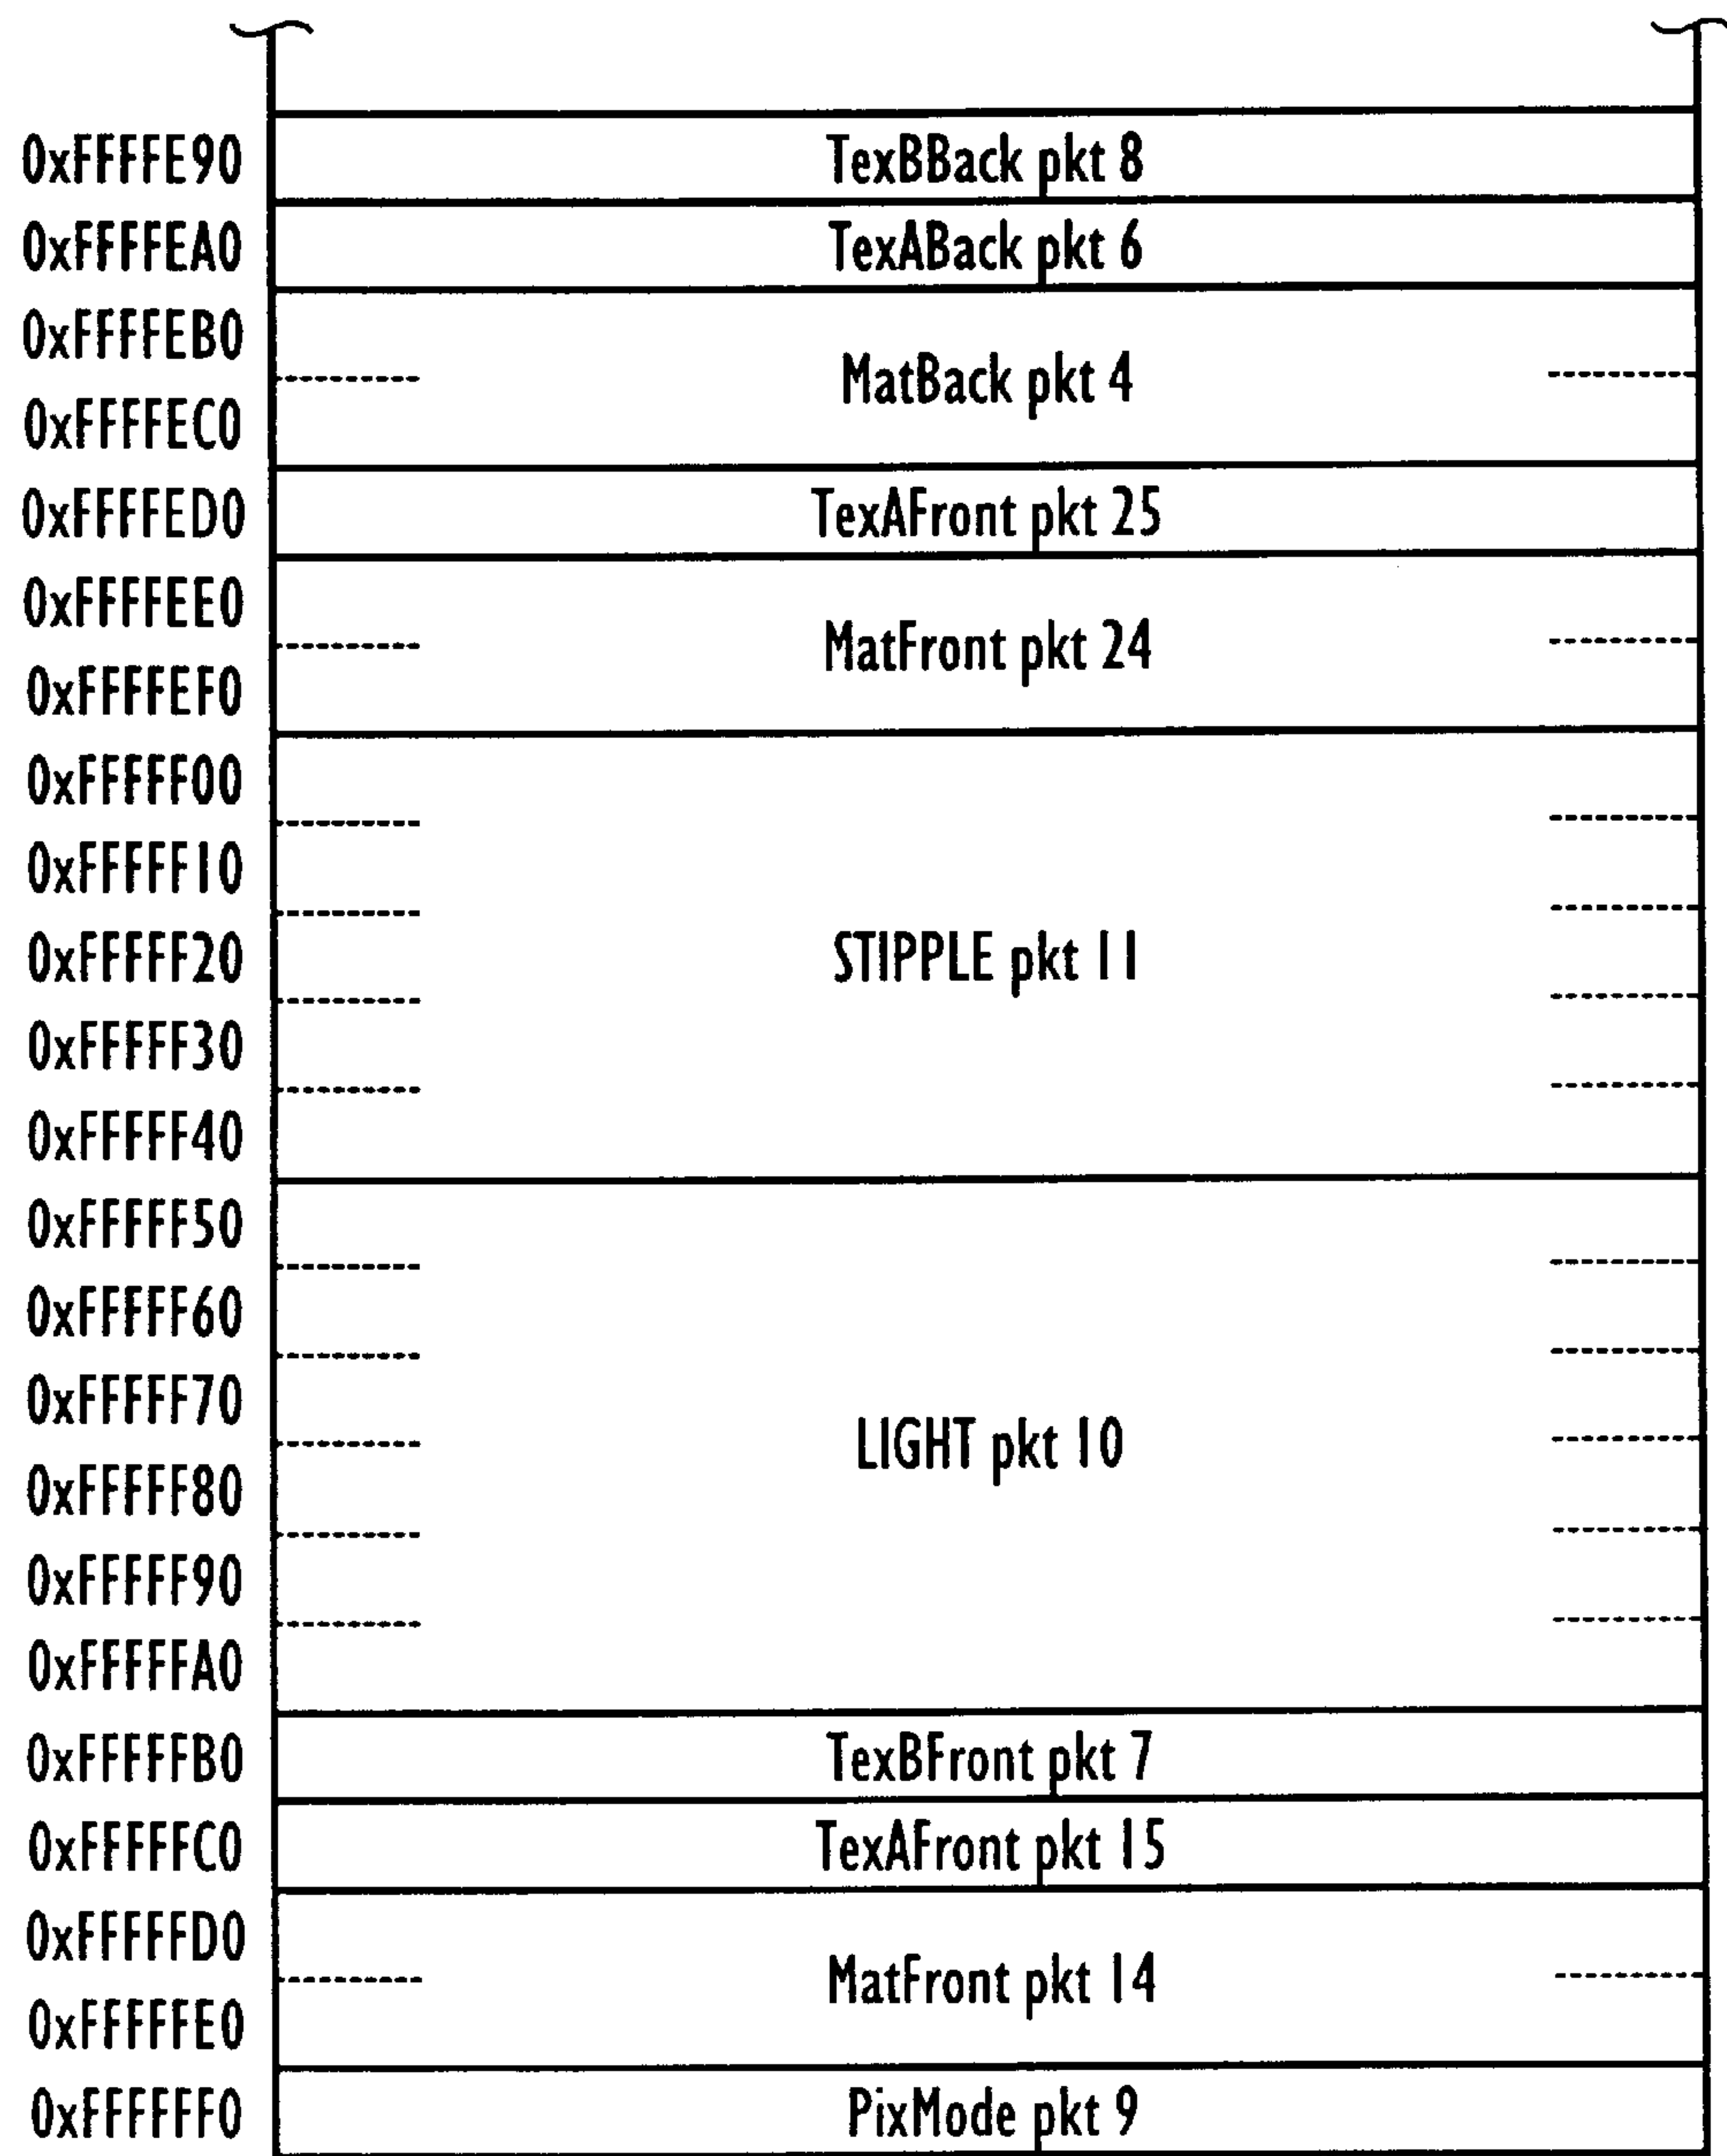 0xFFFFE90 TexBBack pkt 8
0xFFFFEA0 TexABack pkt 6
0xFFFFEB0
MatBack pkt 4
0xFFFFEC0
0xFFFFED0 TexAFront pkt 25
0xFFFFEE0
MatFront pkt 24
0xFFFFEF0
0xFFFFF00
0xFFFFF10
0xFFFFF20 STIPPLE pkt 11
0xFFFFF30
0xFFFFF40
0xFFFFF50
0xFFFFF60
0xFFFFF70
LIGHT pkt 10
0xFFFFF80
0xFFFFF90
0xFFFFFA0
0xFFFFFB0 TexBFront pkt 7
0xFFFFFC0 TexAFront pkt 15
0xFFFFFD0
MatFront pkt 14
0xFFFFFE0
0xFFFFFF0 PixMode pkt 9